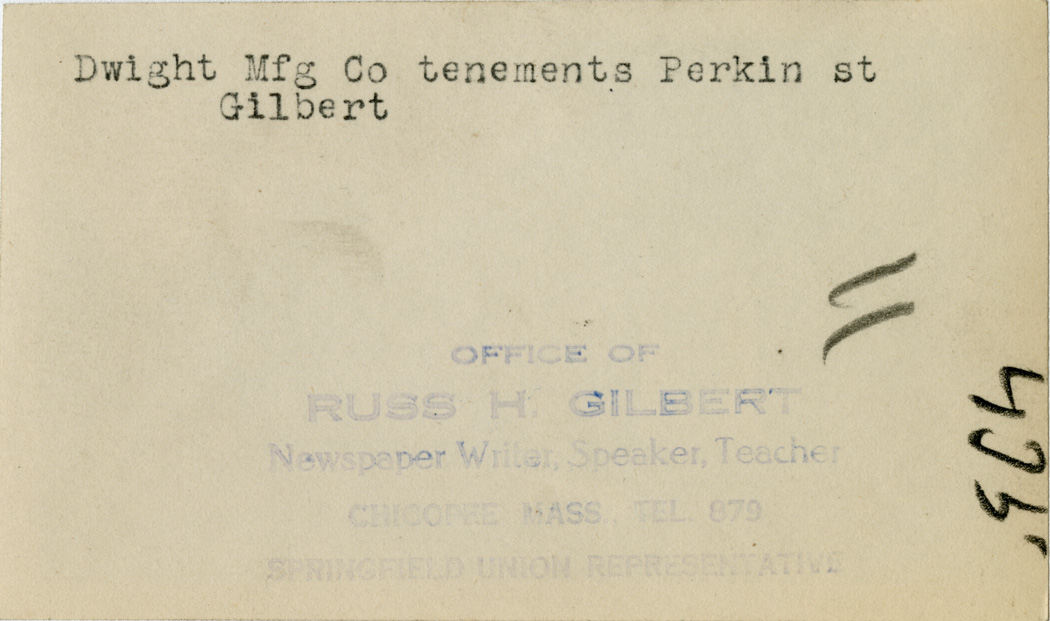 Dwight Mfg Co tenements Perkin st
Gilbert
OFFICE OF
RUSS H. GILBERT
Newspaper Writer, Speaker, Teacher
CHICOPEE MASS., TEL. 879
SPRINGFIELD UNION REPRESENTATIVE